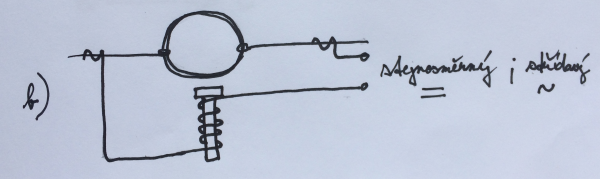 b)
stejnosměrný ; střídavý
= ~